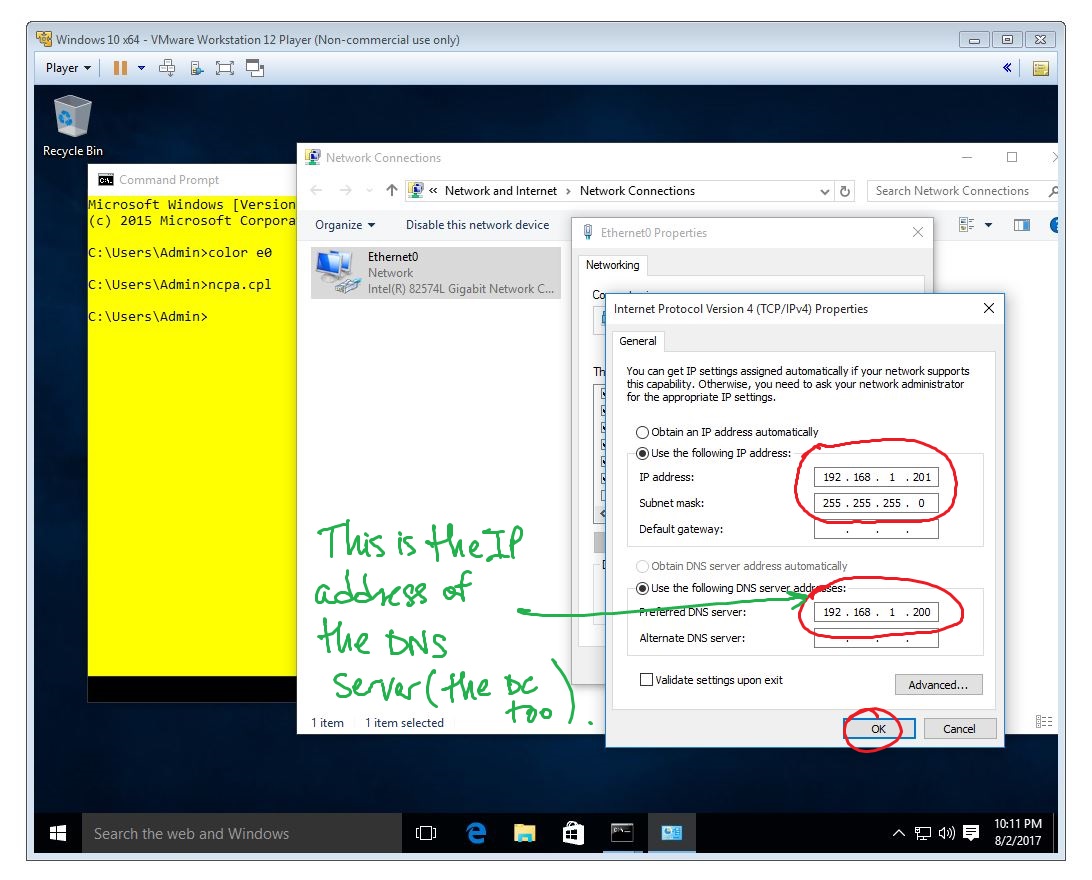 Windows 10 x64 - VMware Workstation 12 Player (Non-commercial use only)
Player
Recycle Bin
Command Prompt
Microsoft Windows [Version
(c) 2015 Microsoft Corpora
C:\Users\Admin>color e0
C:\Users\Admin>ncpa.cpl
C:\Users\Admin>
Network Connections
« Network and Internet > Network Connections
Search Network Connections
Organize
Disable this network device
Ethernet0
Network
Intel(R) 82574L Gigabit Network C...
1 item
1 item selected
Ethernet0 Properties
Networking
Internet Protocol Version 4 (TCP/IPv4) Properties
General
You can get IP settings assigned automatically if your network supports
this capability. Otherwise, you need to ask your network administrator
for the appropriate IP settings.
Obtain an IP address automatically
Use the following IP address:
IP address: 192 . 168 . 1 . 201
Subnet mask: 255 . 255 . 255 . 0
Default gateway: . . .
Obtain DNS server address automatically
Use the following DNS server addresses:
Preferred DNS server: 192 . 168 . 1 . 200
Alternate DNS server: . . .
Validate settings upon exit
Advanced...
OK
Cancel
This is the IP
address of
the DNS
Server (the DC
too).
Search the web and Windows
10:11 PM
8/2/2017